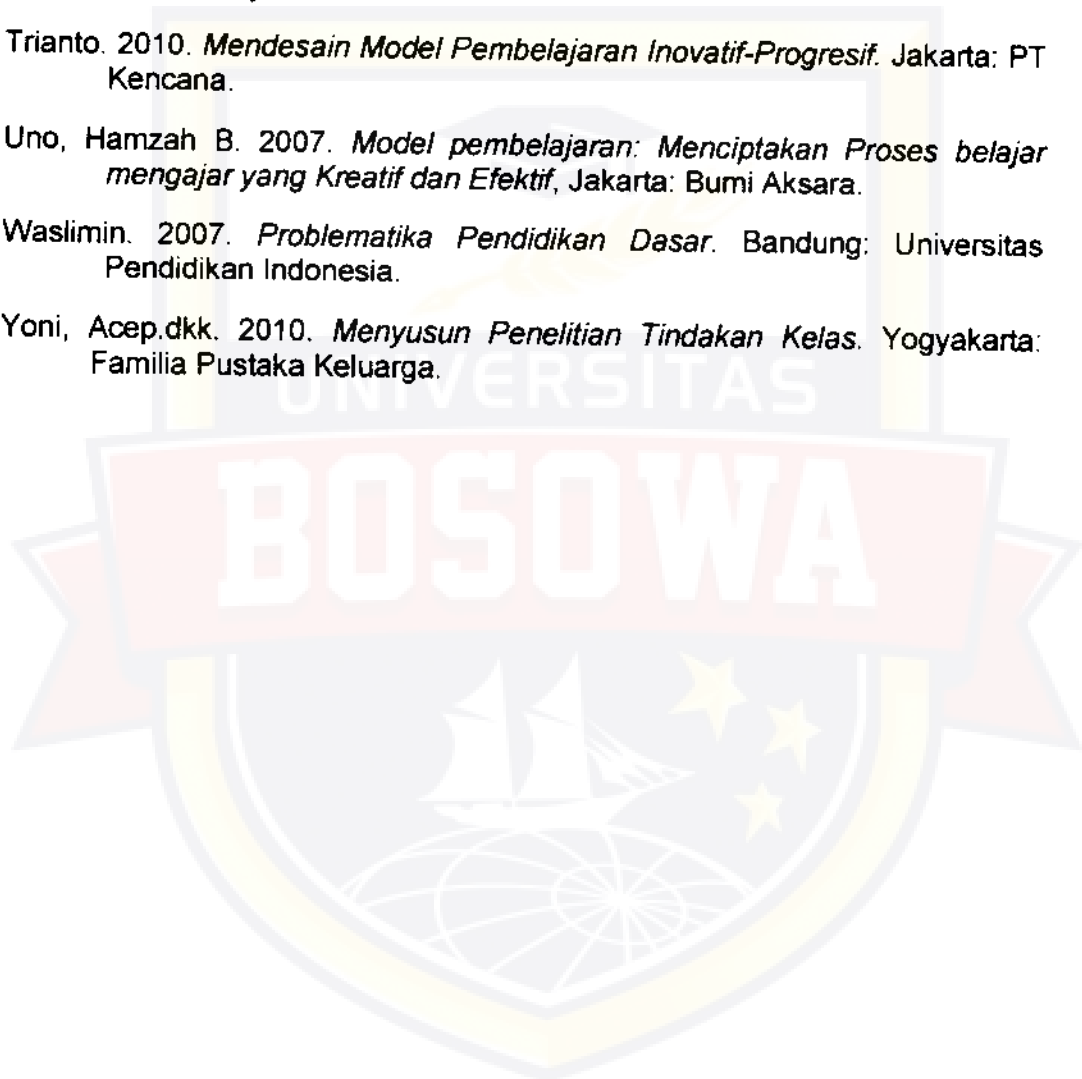 Trianto. 2010. Mendesain Model Pembelajaran Inovatif-Progresif. Jakarta: PT
Kencana.
Uno, Hamzah B. 2007. Model pembelajaran: Menciptakan Proses belajar
mengajar yang Kreatif dan Efektif, Jakarta: Bumi Aksara.
Waslimin. 2007. Problematika Pendidikan Dasar. Bandung: Universitas
Pendidikan Indonesia.
Yoni, Acep.dkk. 2010. Menyusun Penelitian Tindakan Kelas. Yogyakarta:
Familia Pustaka Keluarga.
UNIVERSITAS
BOSOWA